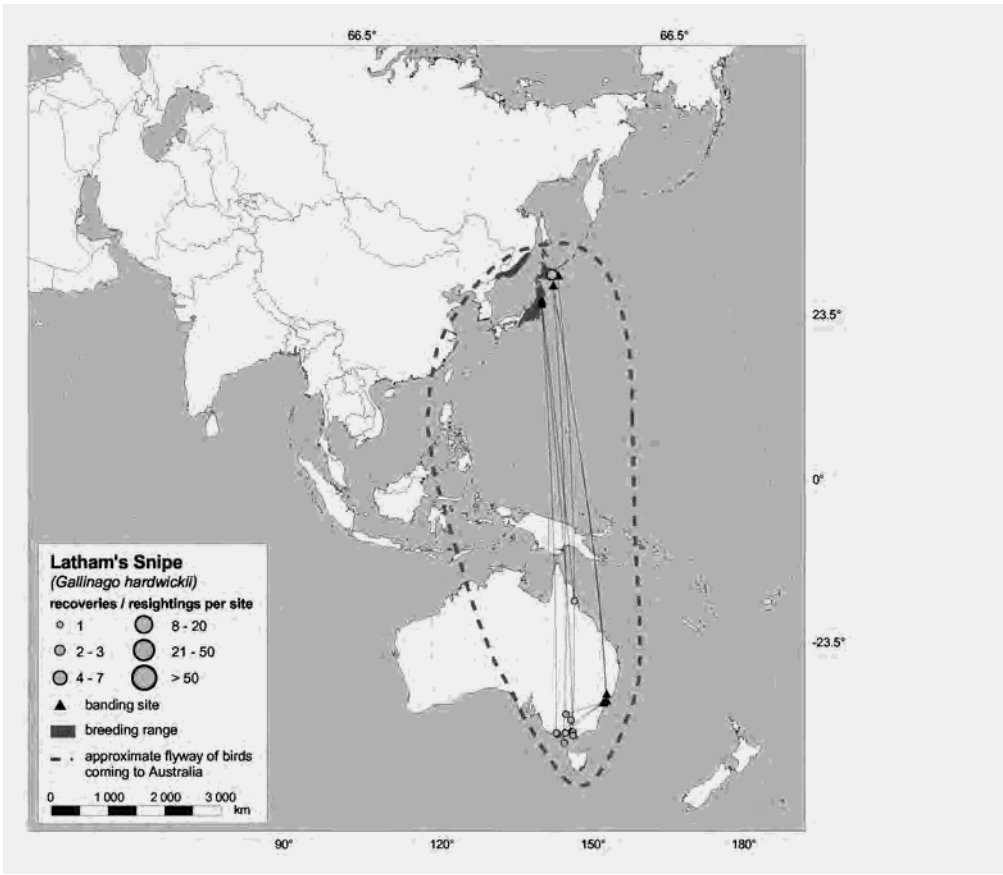 66.5° 66.5°
23.5°
0°
-23.5°
Latham's Snipe
(Gallinago hardwickii)
recoveries / resightings per site
1 8 - 20
2 - 3 21 - 50
4 - 7 > 50
banding site
breeding range
approximate flyway of birds
coming to Australia
0 1 000 2 000 3 000
km
90° 120° 150° 180°